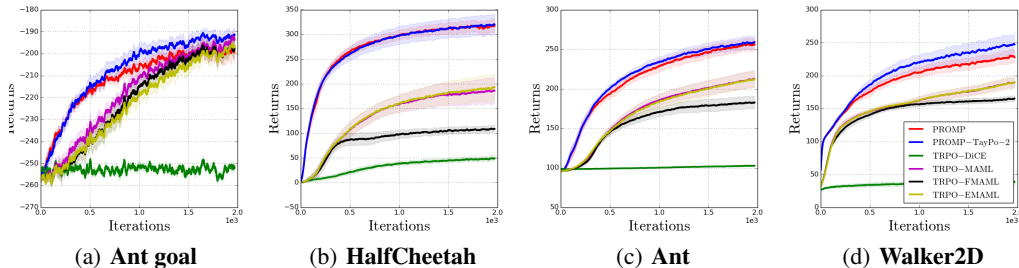 −180
−190
−200
−210
−220
−230
−240
−250
−260
−270
Returns
0.0
0.5
1.0
1.5
2.0
1e3
Iterations
(a) Ant goal
350
300
250
200
150
100
50
0
−50
Returns
0.0
0.5
1.0
1.5
2.0
1e3
Iterations
(b) HalfCheetah
300
250
200
150
100
50
Returns
0.0
0.5
1.0
1.5
2.0
1e3
Iterations
(c) Ant
300
250
200
150
100
50
0
Returns
PROMP
PROMP−TayPo−2
TRPO−DiCE
TRPO−MAML
TRPO−FMAML
TRPO−EMAML
0.0
0.5
1.0
1.5
2.0
1e3
Iterations
(d) Walker2D